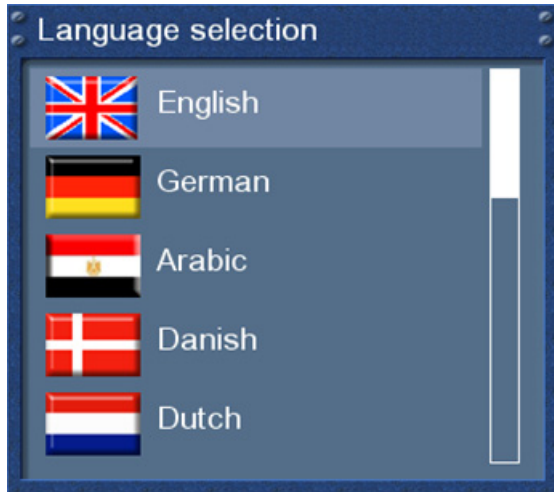 Language selection
English
German
Arabic
Danish
Dutch